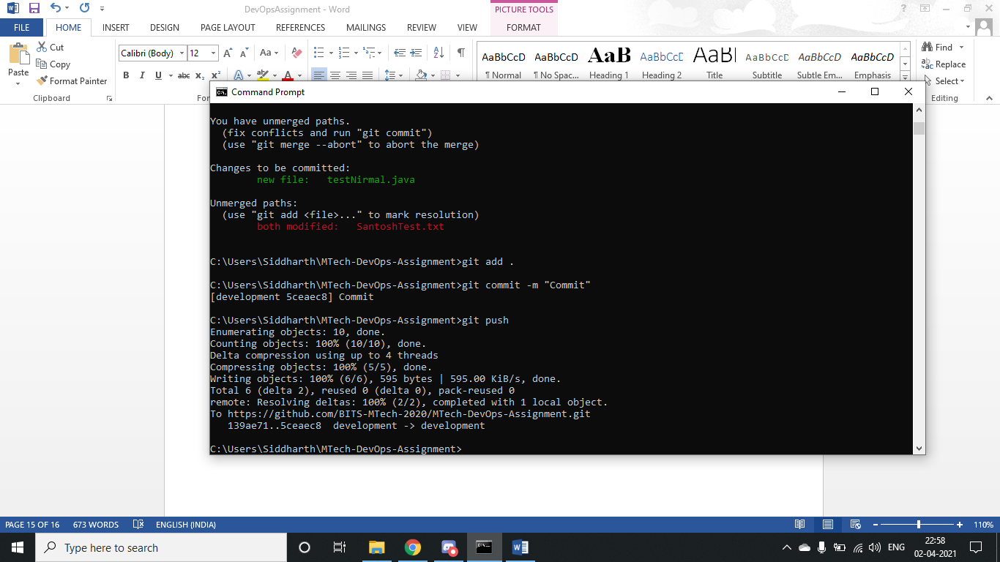 DevOpsAssignment - Word
PICTURE TOOLS
FILE HOME INSERT DESIGN PAGE LAYOUT REFERENCES MAILINGS REVIEW VIEW FORMAT
Paste
Cut
Copy
Format Painter
Clipboard
Calibri (Body) 12
B I U abc x₂ x²
AaBbCcD ¶ Normal
AaBbCcD ¶ No Spac...
AaB Heading 1
AaBbCc Heading 2
AaB Title
AaBbCcD Subtitle
AaBbCcD Subtle Em...
AaBbCcD Emphasis
Find
Replace
Select
Editing
Command Prompt
You have unmerged paths.
(fix conflicts and run "git commit")
(use "git merge --abort" to abort the merge)
Changes to be committed:
new file: testNirmal.java
Unmerged paths:
(use "git add <file>..." to mark resolution)
both modified: SantoshTest.txt
C:\Users\Siddharth\MTech-DevOps-Assignment>git add .
C:\Users\Siddharth\MTech-DevOps-Assignment>git commit -m "Commit"
[development 5ceaec8] Commit
C:\Users\Siddharth\MTech-DevOps-Assignment>git push
Enumerating objects: 10, done.
Counting objects: 100% (10/10), done.
Delta compression using up to 4 threads
Compressing objects: 100% (5/5), done.
Writing objects: 100% (6/6), 595 bytes | 595.00 KiB/s, done.
Total 6 (delta 2), reused 0 (delta 0), pack-reused 0
remote: Resolving deltas: 100% (2/2), completed with 1 local object.
To https://github.com/BITS-MTech-2020/MTech-DevOps-Assignment.git
139ae71..5ceaec8 development -> development
C:\Users\Siddharth\MTech-DevOps-Assignment>
PAGE 15 OF 16 673 WORDS ENGLISH (INDIA) 110%
Type here to search
ENG
22:58
02-04-2021